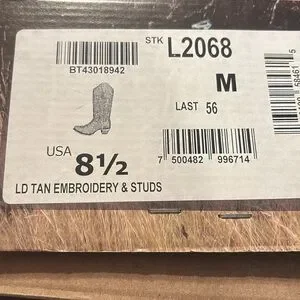 STK L2068
BT43018942
M
LAST 56
USA 8½
7 500482 996714
LD TAN EMBROIDERY & STUDS